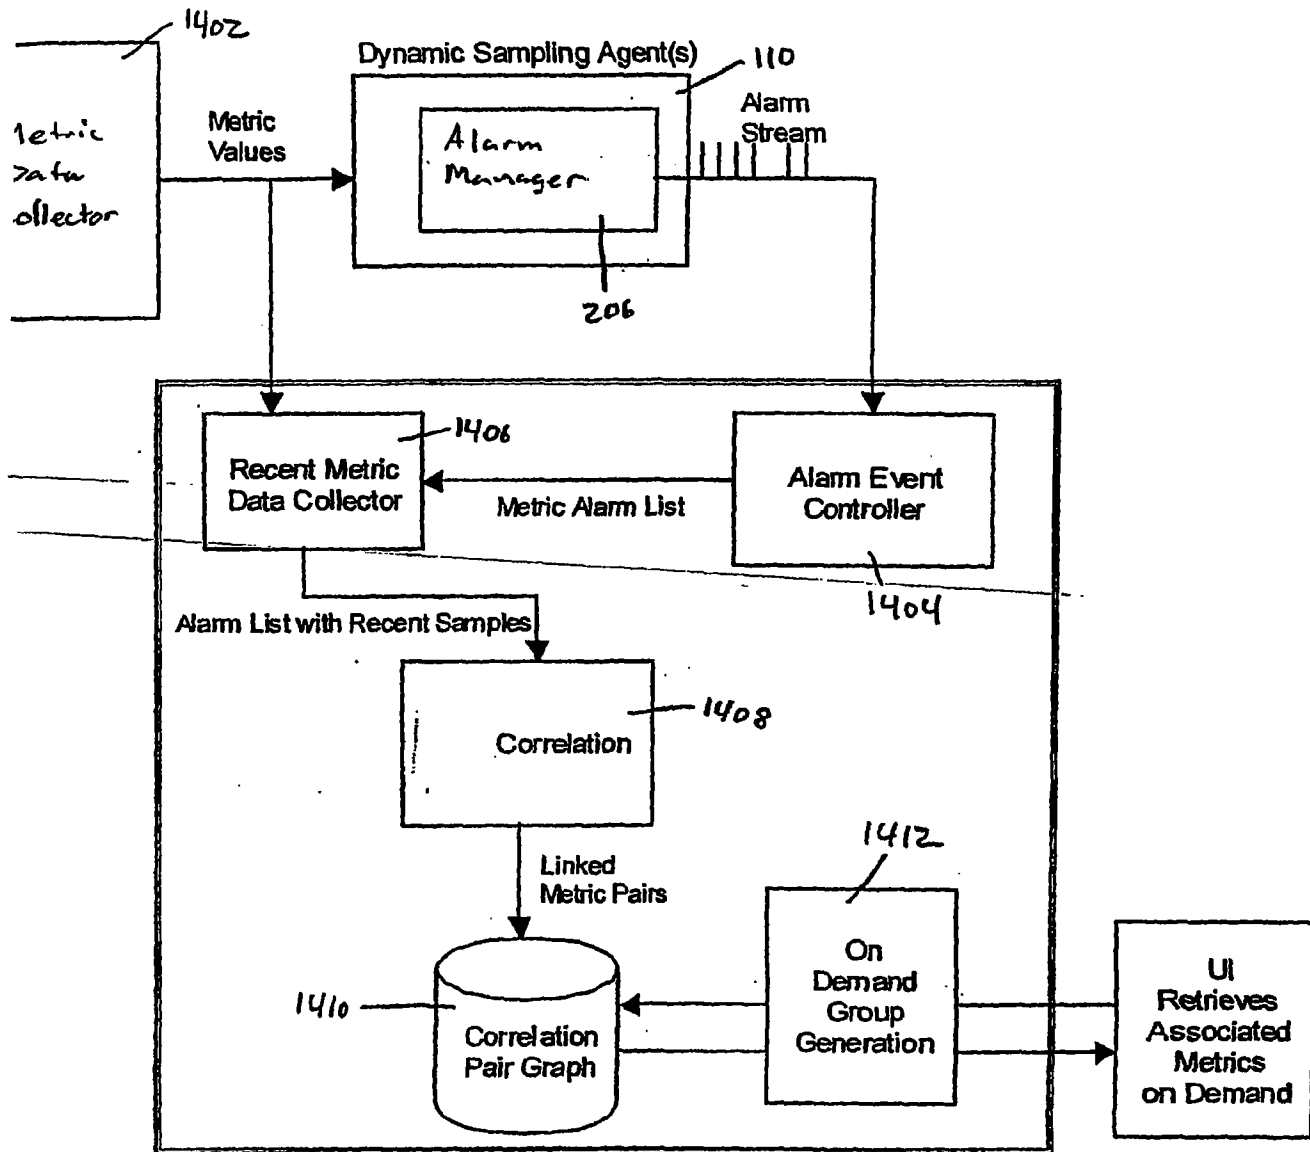 1402
Dynamic Sampling Agent(s)
110
Metric
Values
Alarm
Manager
Alarm
Stream
206
1406
Recent Metric
Data Collector
Metric Alarm List
Alarm Event
Controller
1404
Alarm List with Recent Samples
1408
Correlation
Linked
Metric Pairs
1412
On
Demand
Group
Generation
1410
Correlation
Pair Graph
UI
Retrieves
Associated
Metrics
on Demand